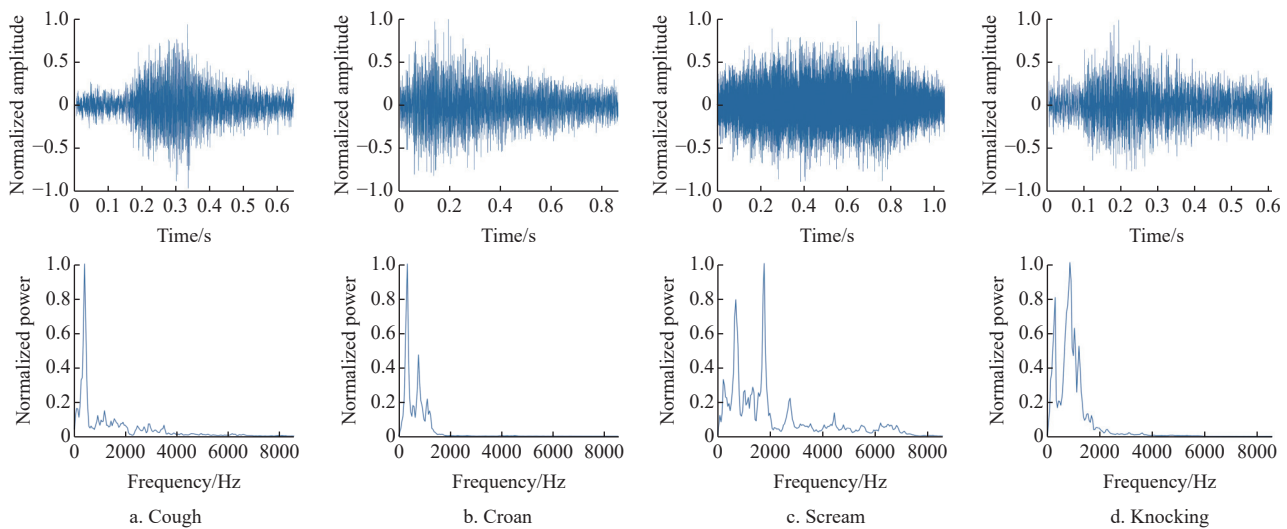 Normalized amplitude
1.0
0.5
0
−0.5
−1.0
0 0.1 0.2 0.3 0.4 0.5 0.6
Time/s
Normalized amplitude
1.0
0.5
0
−0.5
−1.0
0 0.2 0.4 0.6 0.8
Time/s
Normalized amplitude
1.0
0.5
0
−0.5
−1.0
0 0.2 0.4 0.6 0.8 1.0
Time/s
Normalized amplitude
1.0
0.5
0
−0.5
−1.0
0 0.1 0.2 0.3 0.4 0.5 0.6
Time/s
Normalized power
1.0
0.8
0.6
0.4
0.2
0
0 2000 4000 6000 8000
Frequency/Hz
a. Cough
Normalized power
1.0
0.8
0.6
0.4
0.2
0
0 2000 4000 6000 8000
Frequency/Hz
b. Croan
Normalized power
1.0
0.8
0.6
0.4
0.2
0
0 2000 4000 6000 8000
Frequency/Hz
c. Scream
Normalized power
1.0
0.8
0.6
0.4
0.2
0
0 2000 4000 6000 8000
Frequency/Hz
d. Knocking